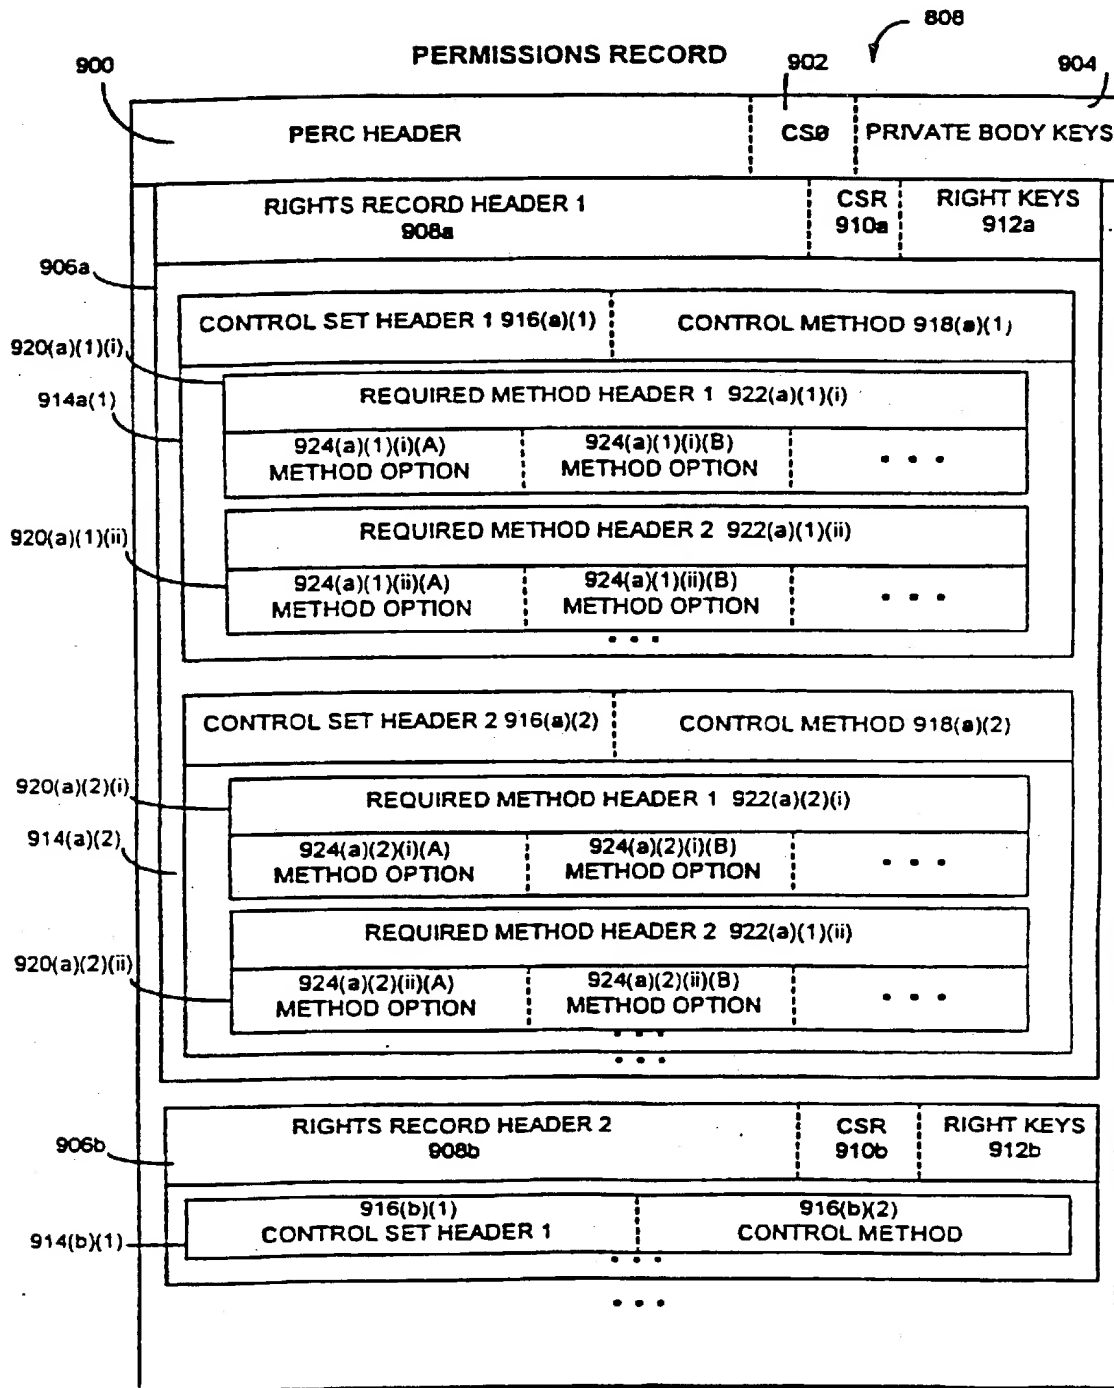 808
PERMISSIONS RECORD
900
902
904
PERC HEADER
CS0
PRIVATE BODY KEYS
RIGHTS RECORD HEADER 1
908a
CSR
910a
RIGHT KEYS
912a
906a
CONTROL SET HEADER 1 916(a)(1)
CONTROL METHOD 918(a)(1)
920(a)(1)(i)
REQUIRED METHOD HEADER 1 922(a)(1)(i)
914a(1)
924(a)(1)(i)(A)
METHOD OPTION
924(a)(1)(i)(B)
METHOD OPTION
• • •
920(a)(1)(ii)
REQUIRED METHOD HEADER 2 922(a)(1)(ii)
924(a)(1)(ii)(A)
METHOD OPTION
924(a)(1)(ii)(B)
METHOD OPTION
• • •
• • •
CONTROL SET HEADER 2 916(a)(2)
CONTROL METHOD 918(a)(2)
920(a)(2)(i)
REQUIRED METHOD HEADER 1 922(a)(2)(i)
914(a)(2)
924(a)(2)(i)(A)
METHOD OPTION
924(a)(2)(i)(B)
METHOD OPTION
• • •
REQUIRED METHOD HEADER 2 922(a)(1)(ii)
920(a)(2)(ii)
924(a)(2)(ii)(A)
METHOD OPTION
924(a)(2)(ii)(B)
METHOD OPTION
• • •
• • •
• • •
RIGHTS RECORD HEADER 2
908b
CSR
910b
RIGHT KEYS
912b
906b
916(b)(1)
CONTROL SET HEADER 1
916(b)(2)
CONTROL METHOD
914(b)(1)
• • •
• • •